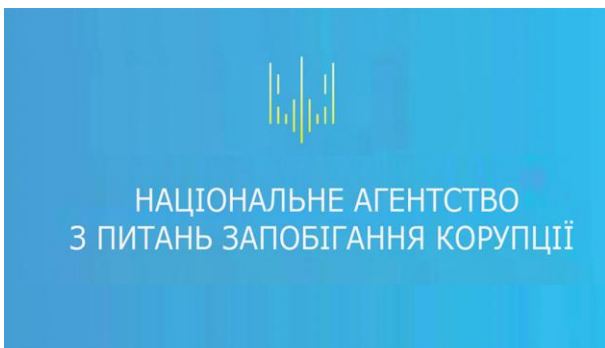 НАЦІОНАЛЬНЕ АГЕНТСТВО
З ПИТАНЬ ЗАПОБІГАННЯ КОРУПЦІЇ